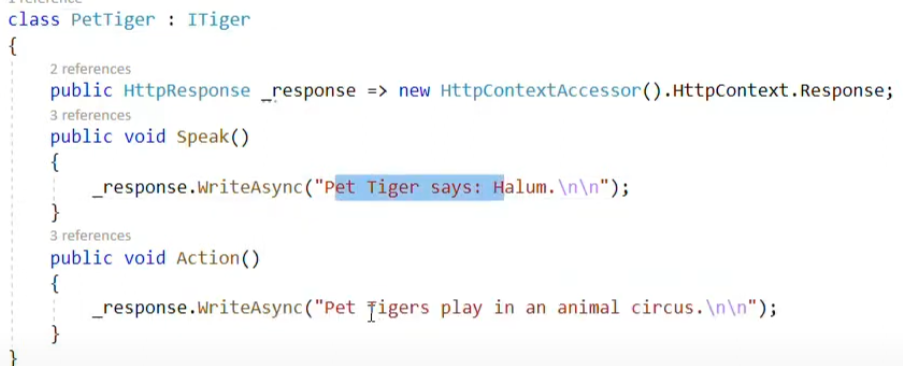 class PetTiger : ITiger
{
2 references
public HttpResponse _response => new HttpContextAccessor().HttpContext.Response;
3 references
public void Speak()
{
_response.WriteAsync("Pet Tiger says: Halum.\n\n");
}
3 references
public void Action()
{
_response.WriteAsync("Pet Tigers play in an animal circus.\n\n");
}
}